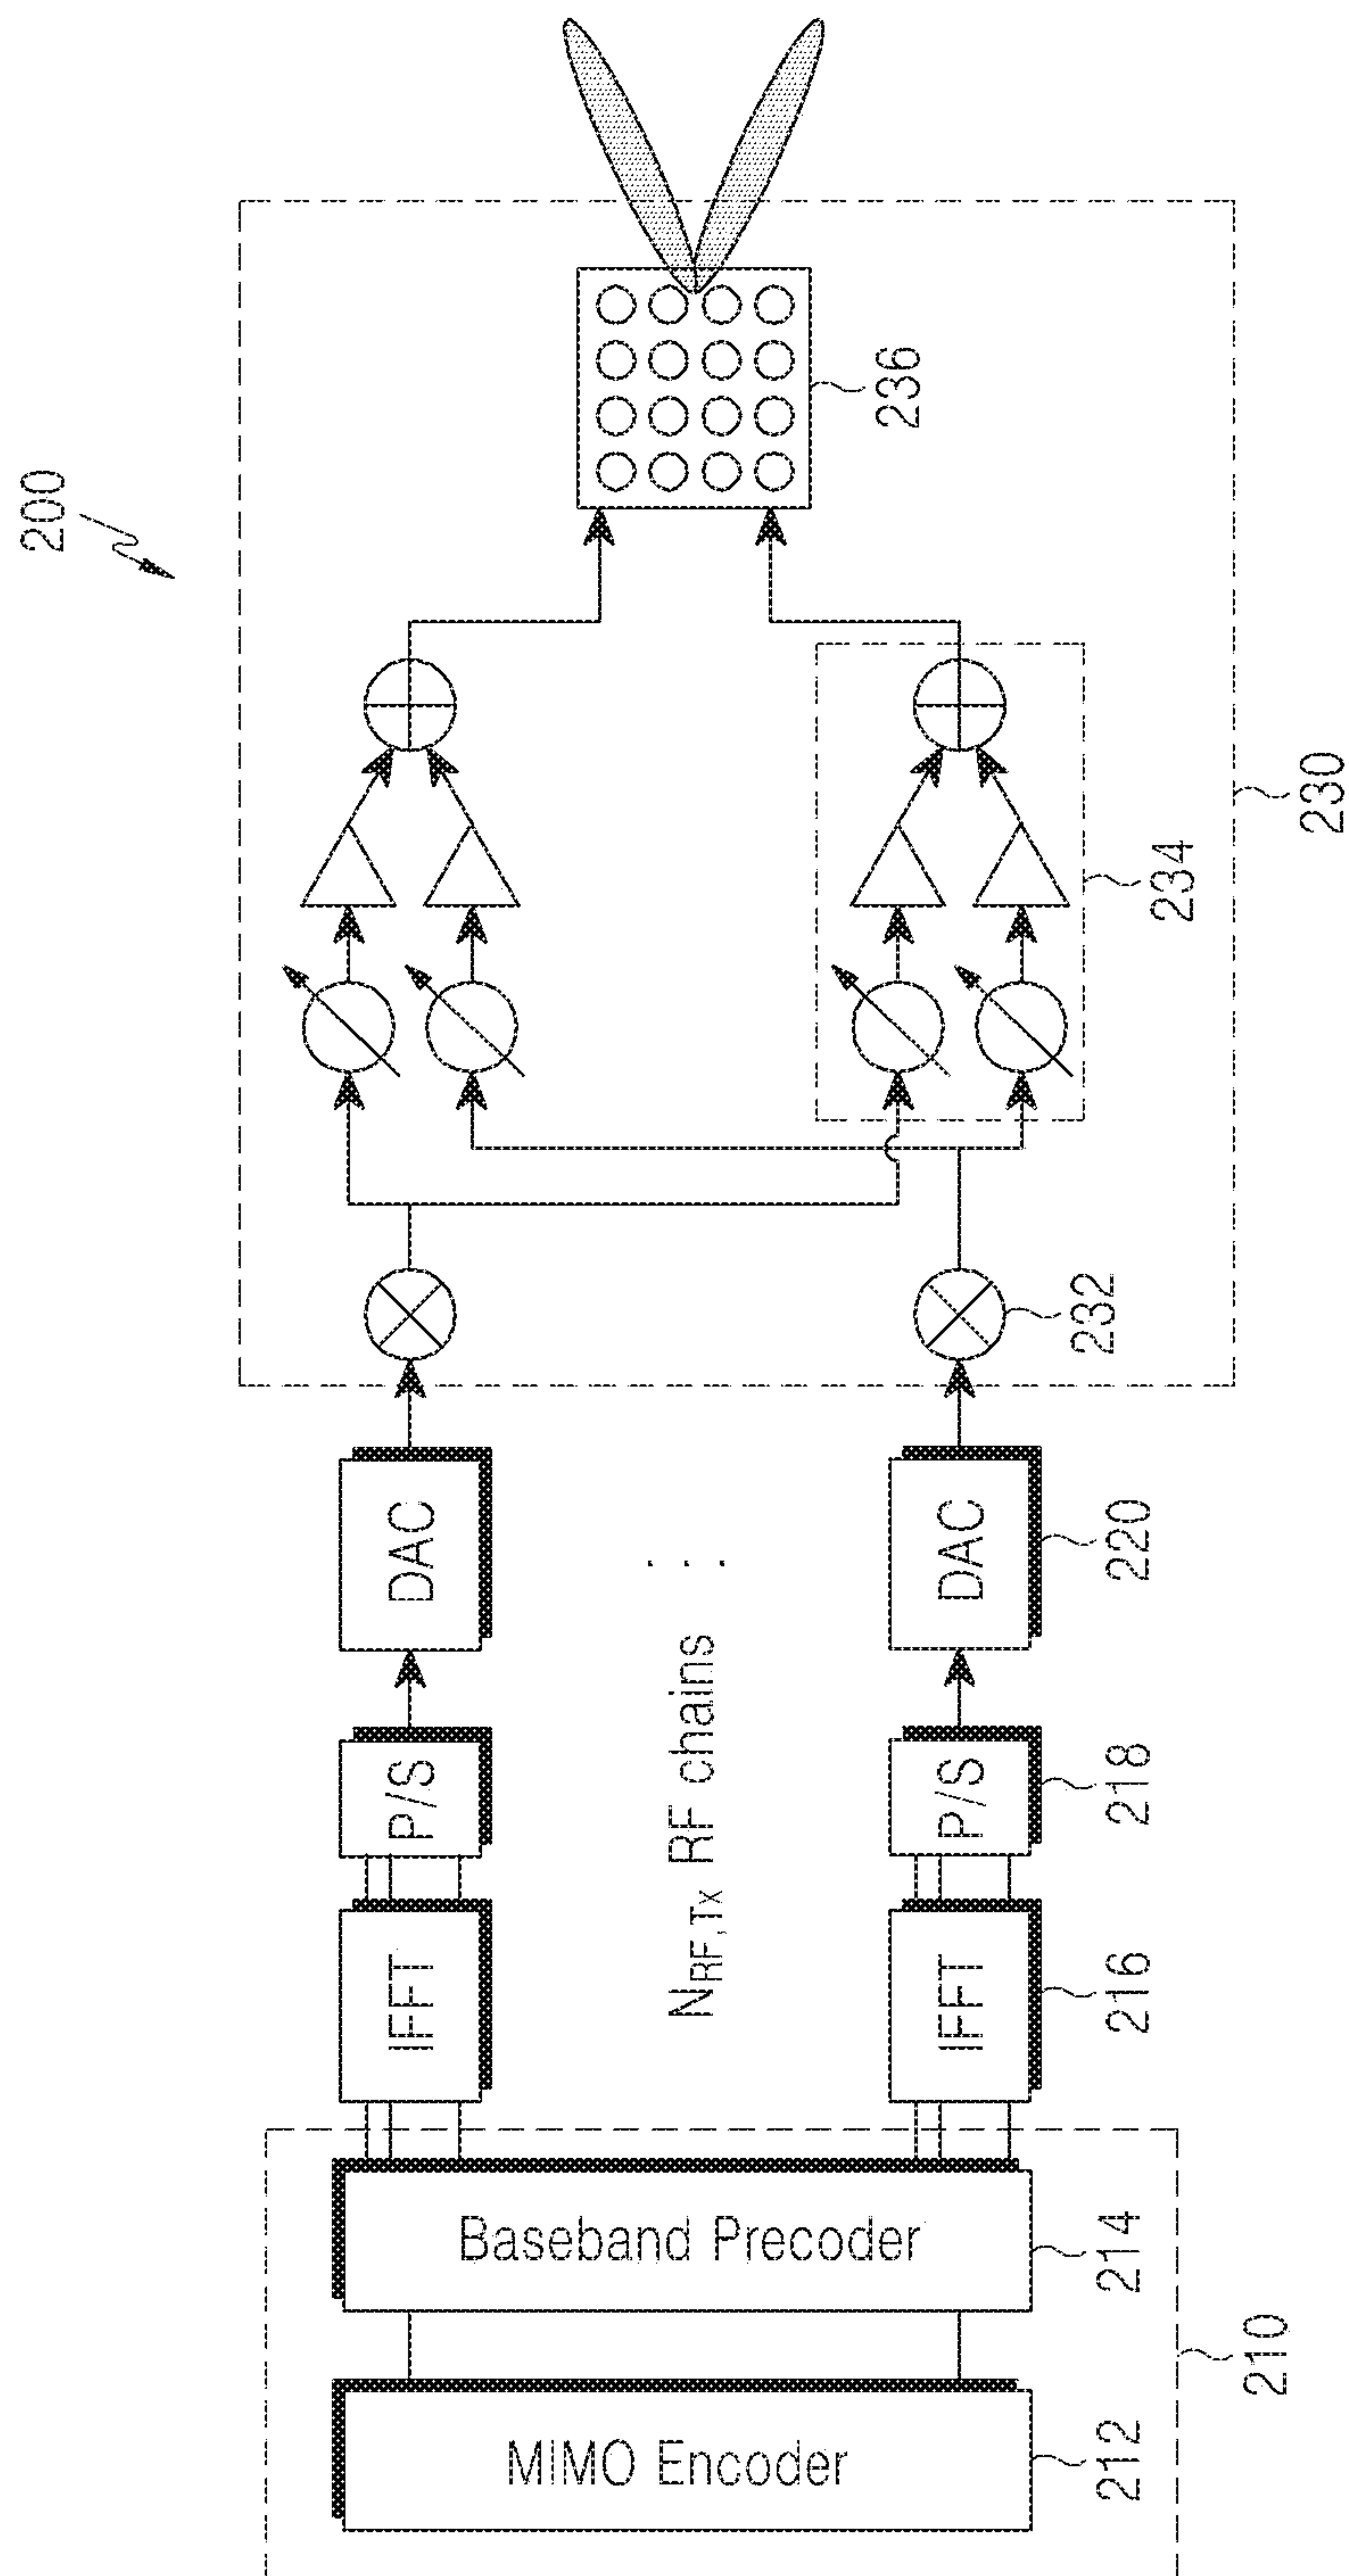 200
MIMO Encoder
212
Baseband Precoder
214
210
IFFT
P/S
DAC
N_RF,Tx RF chains
. . .
IFFT
216
P/S
218
DAC
220
232
234
236
230